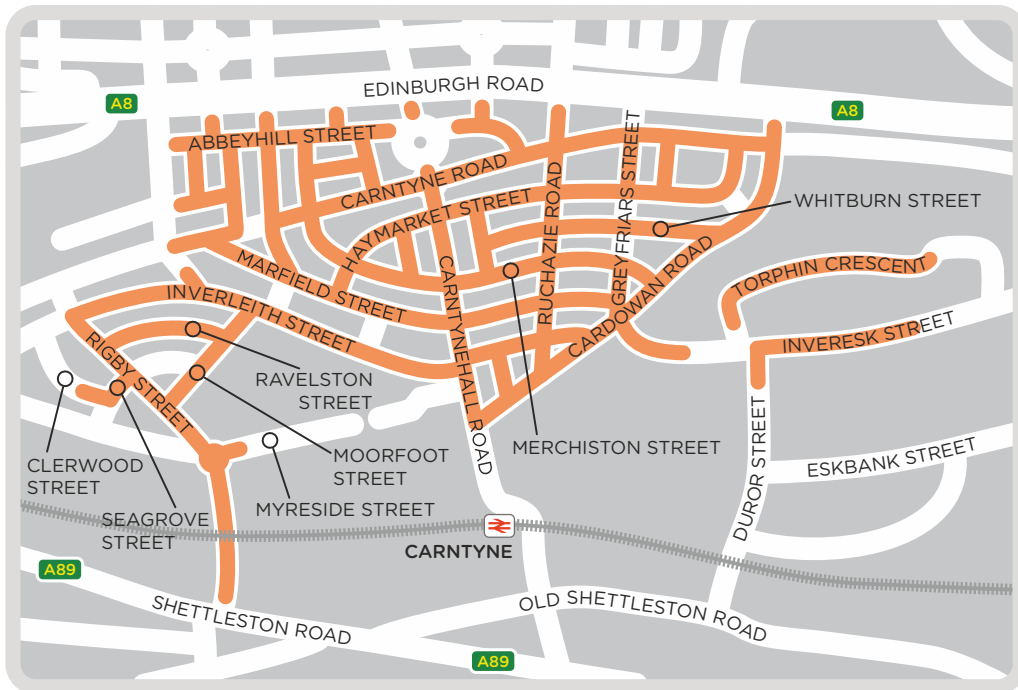 EDINBURGH ROAD
A8
A8
ABBEYHILL STREET
CARNTYNE ROAD
HAYMARKET STREET
RUCHAZIE ROAD
GREYFRIARS STREET
WHITBURN STREET
MARFIELD STREET
CARNTYNEHALL ROAD
CARDOWAN ROAD
TORPHIN CRESCENT
INVERLEITH STREET
INVERESK STREET
RIGBY STREET
RAVELSTON
STREET
MERCHISTON STREET
MOORFOOT
STREET
CLERWOOD
STREET
SEAGROVE
STREET
MYRESIDE STREET
DUROR STREET
ESKBANK STREET
CARNTYNE
A89
SHETTLESTON ROAD
OLD SHETTLESTON ROAD
A89